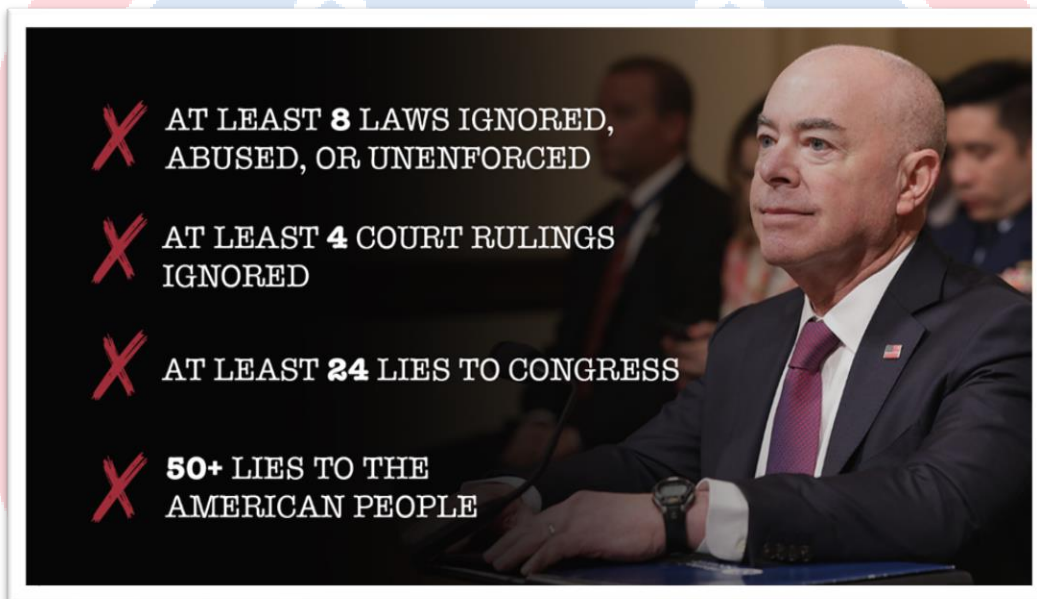 AT LEAST 8 LAWS IGNORED,
ABUSED, OR UNENFORCED
AT LEAST 4 COURT RULINGS
IGNORED
AT LEAST 24 LIES TO CONGRESS
50+ LIES TO THE
AMERICAN PEOPLE